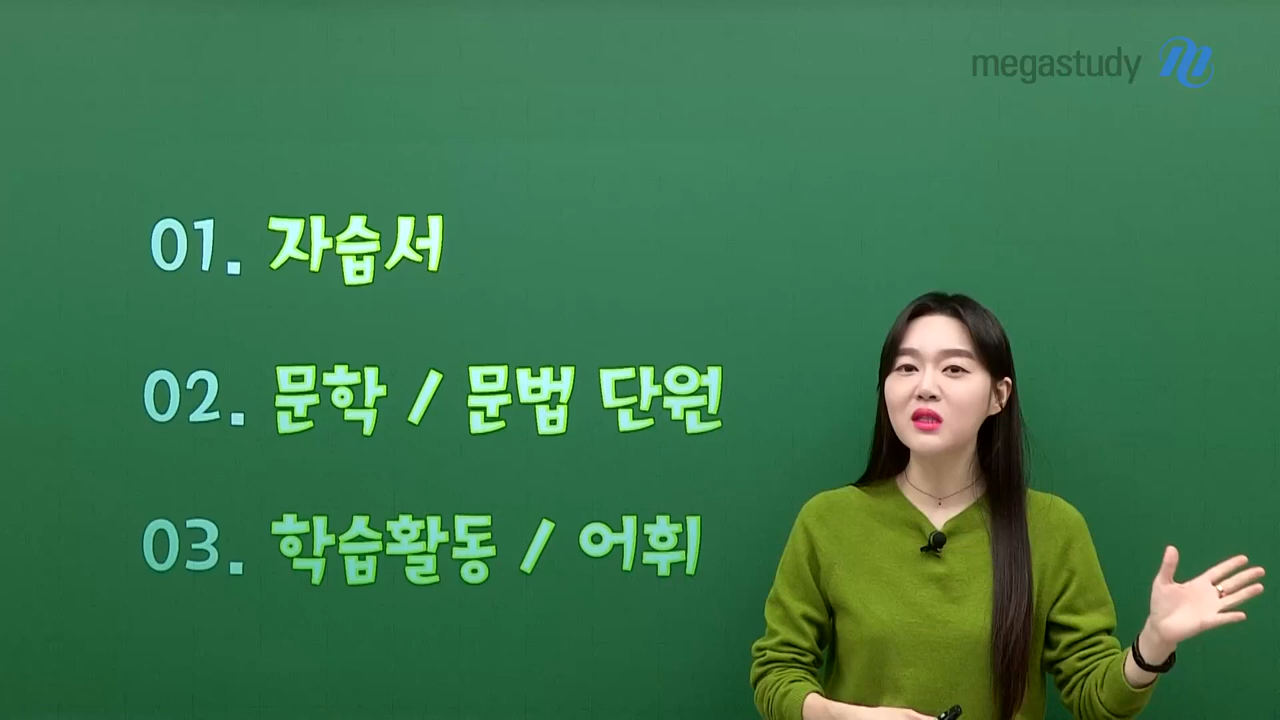 megastudy
01. 자습서
02. 문학 / 문법 단원
03. 학습활동 / 어휘